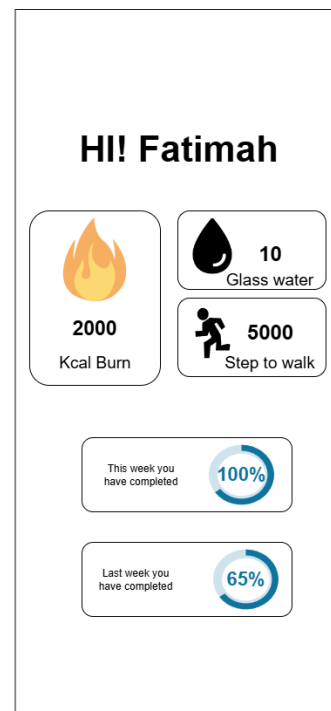 HI! Fatimah
2000
Kcal Burn
10
Glass water
5000
Step to walk
This week you
have completed
100%
Last week you
have completed
65%